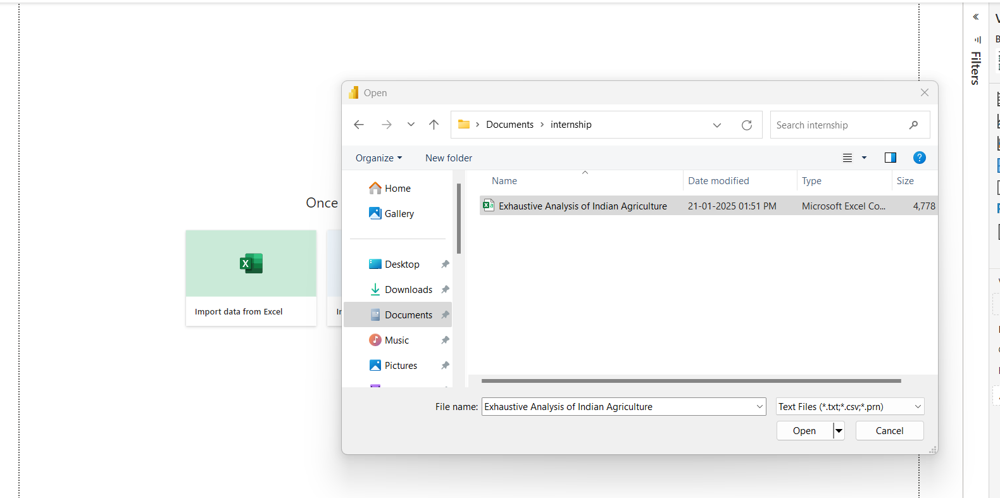 Open
Documents > internship
Search internship
Organize
New folder
Name
Date modified
Type
Size
Exhaustive Analysis of Indian Agriculture
21-01-2025 01:51 PM
Microsoft Excel Co...
4,778
Home
Gallery
Desktop
Downloads
Documents
Music
Pictures
File name:
Exhaustive Analysis of Indian Agriculture
Text Files (*.txt;*.csv;*.prn)
Open
Cancel
Once
Import data from Excel
Filters